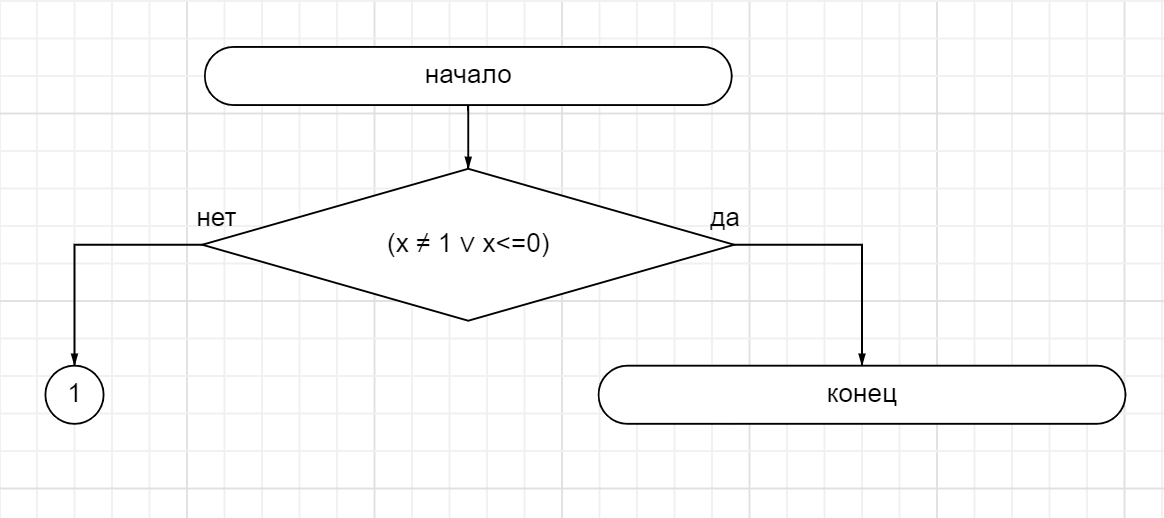 начало
нет
да
(x ≠ 1 ∨ x<=0)
1
конец